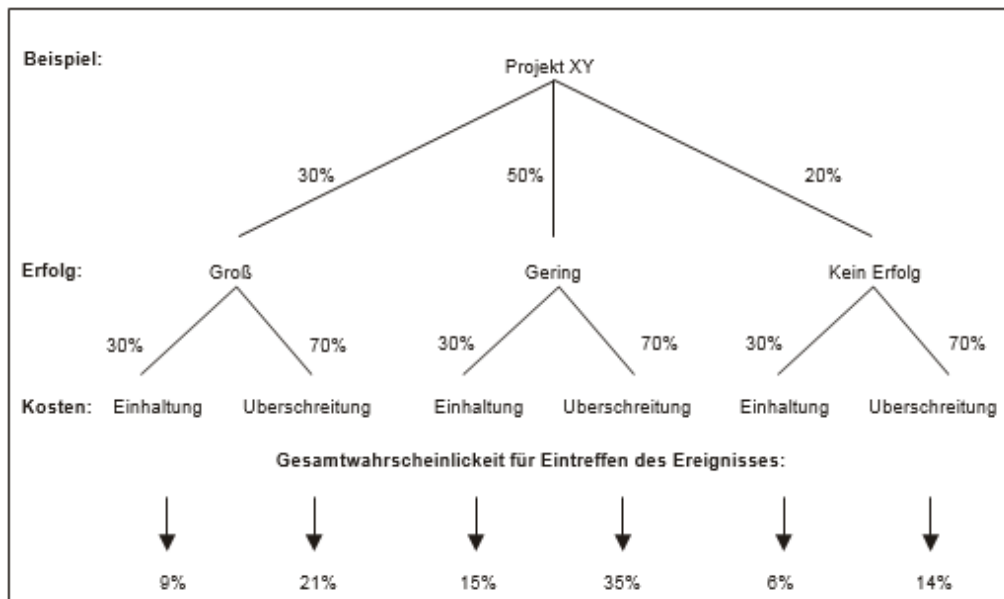 Beispiel:
Projekt XY
30% 50% 20%
Erfolg: Groß Gering Kein Erfolg
30% 70% 30% 70% 30% 70%
Kosten: Einhaltung Uberschreitung Einhaltung Uberschreitung Einhaltung Uberschreitung
Gesamtwahrscheinlickeit für Eintreffen des Ereignisses:
9% 21% 15% 35% 6% 14%